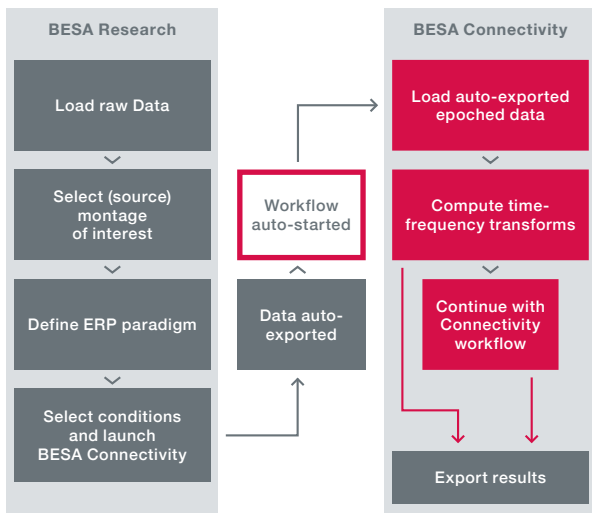 BESA Research
Load raw Data
Select (source)
montage
of interest
Define ERP paradigm
Select conditions
and launch
BESA Connectivity
Data auto-
exported
Workflow
auto-started
BESA Connectivity
Load auto-exported
epoched data
Compute time-
frequency transforms
Continue with
Connectivity
workflow
Export results